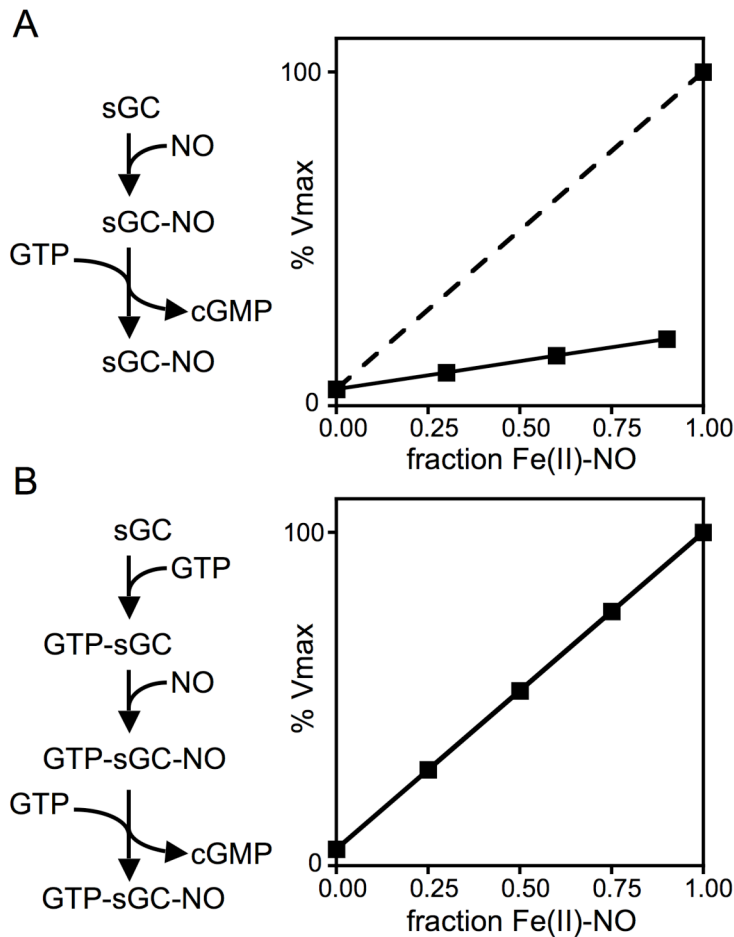 A
sGC
NO
sGC-NO
GTP
cGMP
sGC-NO
% Vmax
100
0
0.00 0.25 0.50 0.75 1.00
fraction Fe(II)-NO
B
sGC
GTP
GTP-sGC
NO
GTP-sGC-NO
GTP
cGMP
GTP-sGC-NO
% Vmax
100
0
0.00 0.25 0.50 0.75 1.00
fraction Fe(II)-NO